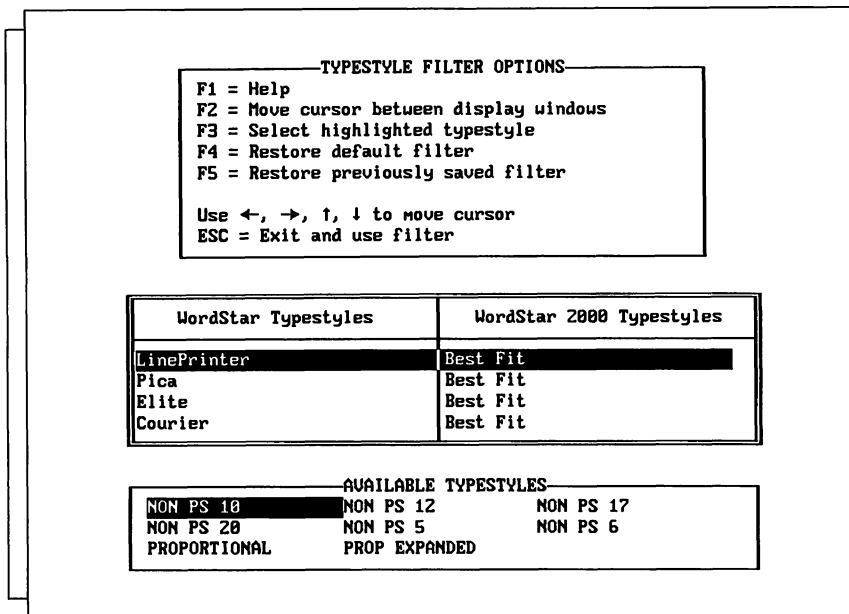 TYPESTYLE FILTER OPTIONS
F1 = Help
F2 = Move cursor between display windows
F3 = Select highlighted typestyle
F4 = Restore default filter
F5 = Restore previously saved filter
Use ←, →, ↑, ↓ to move cursor
ESC = Exit and use filter
WordStar Typestyles WordStar 2000 Typestyles
LinePrinter Best Fit
Pica Best Fit
Elite Best Fit
Courier Best Fit
AVAILABLE TYPESTYLES
NON PS 10 NON PS 12 NON PS 17
NON PS 20 NON PS 5 NON PS 6
PROPORTIONAL PROP EXPANDED